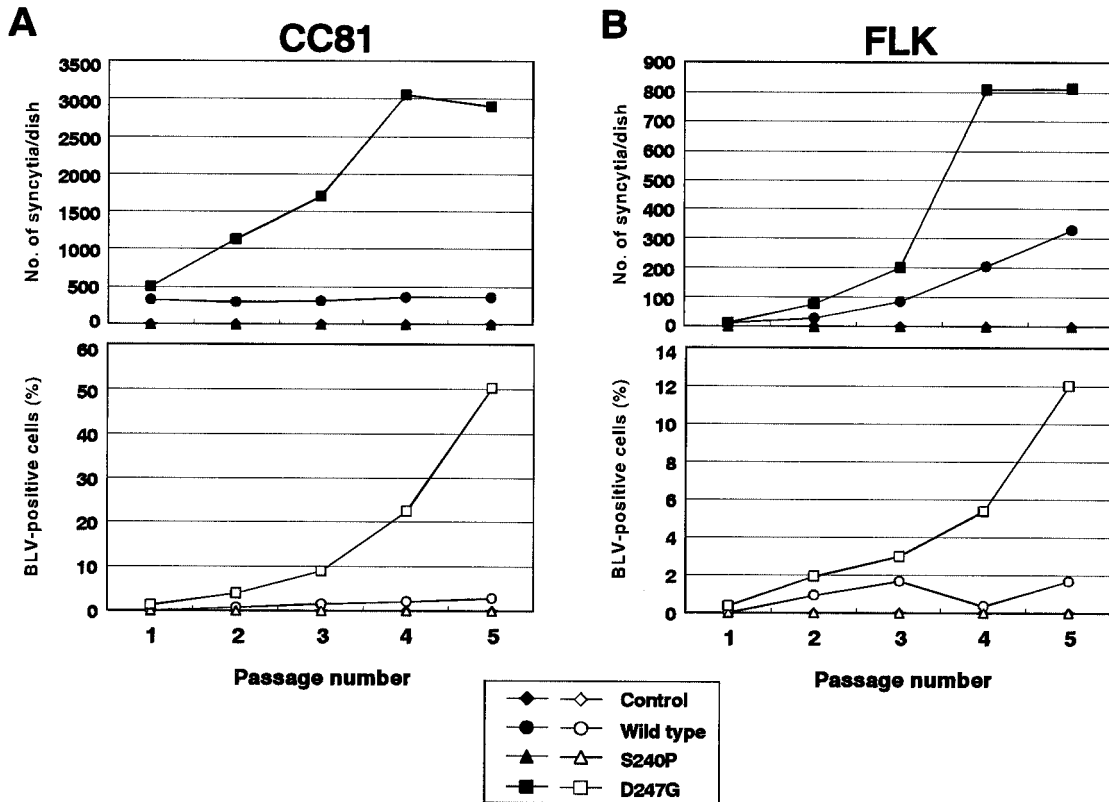 A
CC81
3500
3000
2500
2000
1500
1000
500
0
No. of syncytia/dish
60
50
40
30
20
10
0
BLV-positive cells (%)
1 2 3 4 5
Passage number
B
FLK
900
800
700
600
500
400
300
200
100
0
No. of syncytia/dish
14
12
10
8
6
4
2
0
BLV-positive cells (%)
1 2 3 4 5
Passage number
Control
Wild type
S240P
D247G